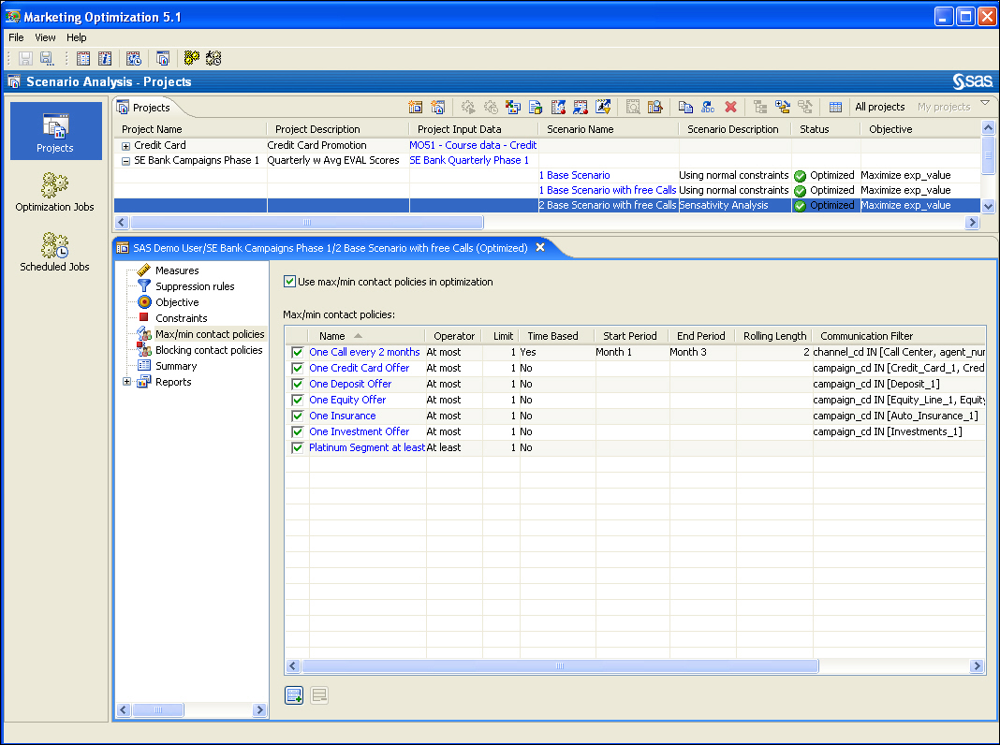 Marketing Optimization 5.1
File View Help
Scenario Analysis - Projects
sas
Projects
Optimization Jobs
Scheduled Jobs
Projects
All projects My projects
Project Name Project Description Project Input Data Scenario Name Scenario Description Status Objective
Credit Card Credit Card Promotion MO51 - Course data - Credit
SE Bank Campaigns Phase 1 Quarterly w Avg EVAL Scores SE Bank Quarterly Phase 1
1 Base Scenario Using normal constraints Optimized Maximize exp_value
1 Base Scenario with free Calls Using normal constraints Optimized Maximize exp_value
2 Base Scenario with free Calls Sensativity Analysis Optimized Maximize exp_value
SAS Demo User/SE Bank Campaigns Phase 1/2 Base Scenario with free Calls (Optimized)
Measures
Suppression rules
Objective
Constraints
Max/min contact policies
Blocking contact policies
Summary
Reports
Use max/min contact policies in optimization
Max/min contact policies:
Name Operator Limit Time Based Start Period End Period Rolling Length Communication Filter
One Call every 2 months At most 1 Yes Month 1 Month 3 2 channel_cd IN [Call Center, agent_nur
One Credit Card Offer At most 1 No campaign_cd IN [Credit_Card_1, Cred
One Deposit Offer At most 1 No campaign_cd IN [Deposit_1]
One Equity Offer At most 1 No campaign_cd IN [Equity_Line_1, Equity
One Insurance At most 1 No campaign_cd IN [Auto_Insurance_1]
One Investment Offer At most 1 No campaign_cd IN [Investments_1]
Platinum Segment at least At least 1 No